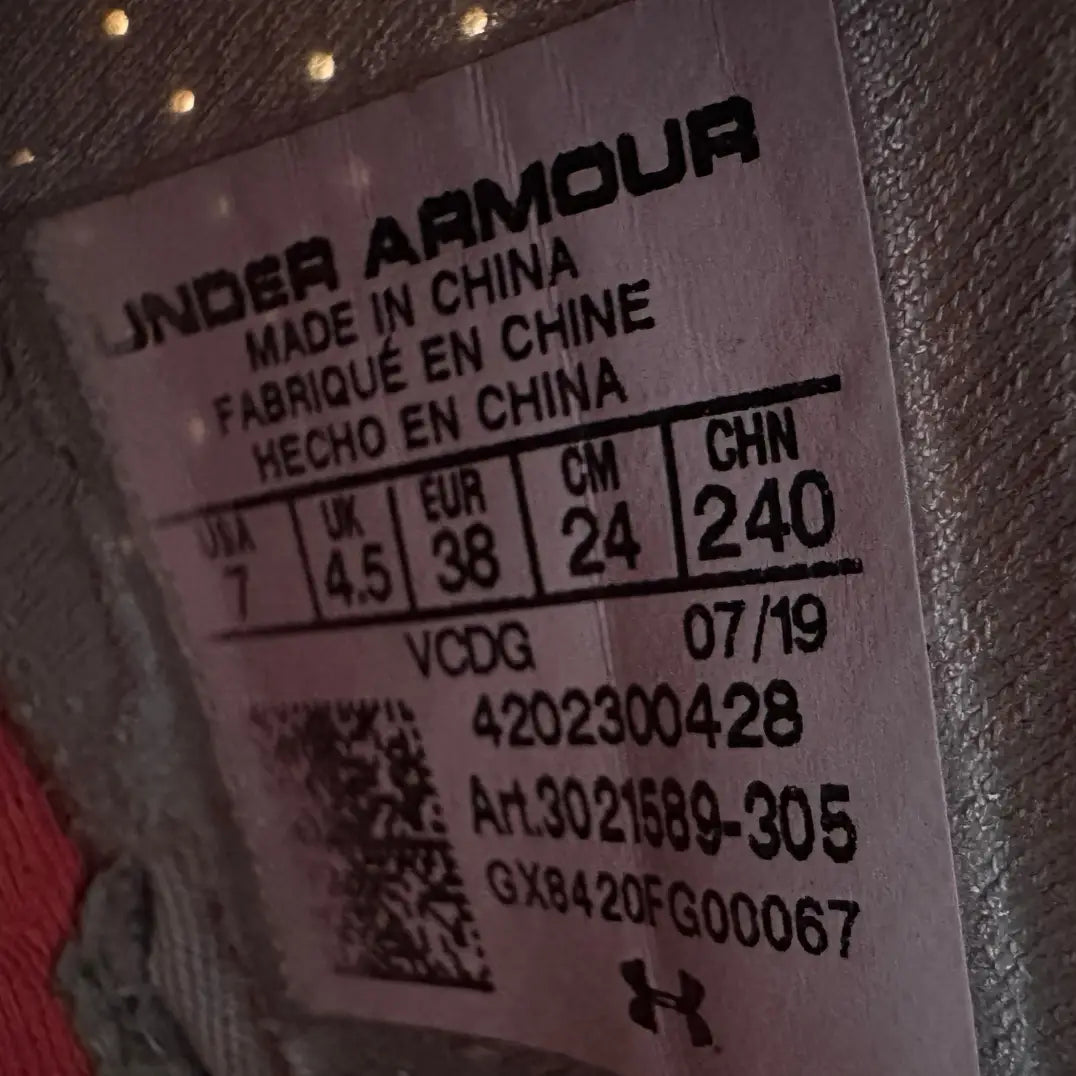 UNDER ARMOUR
MADE IN CHINA
FABRIQUÉ EN CHINE
HECHO EN CHINA
USA UK EUR CM CHN
7 4.5 38 24 240
VCDG 07/19
4202300428
Art.3021589-305
GX8420FG00067